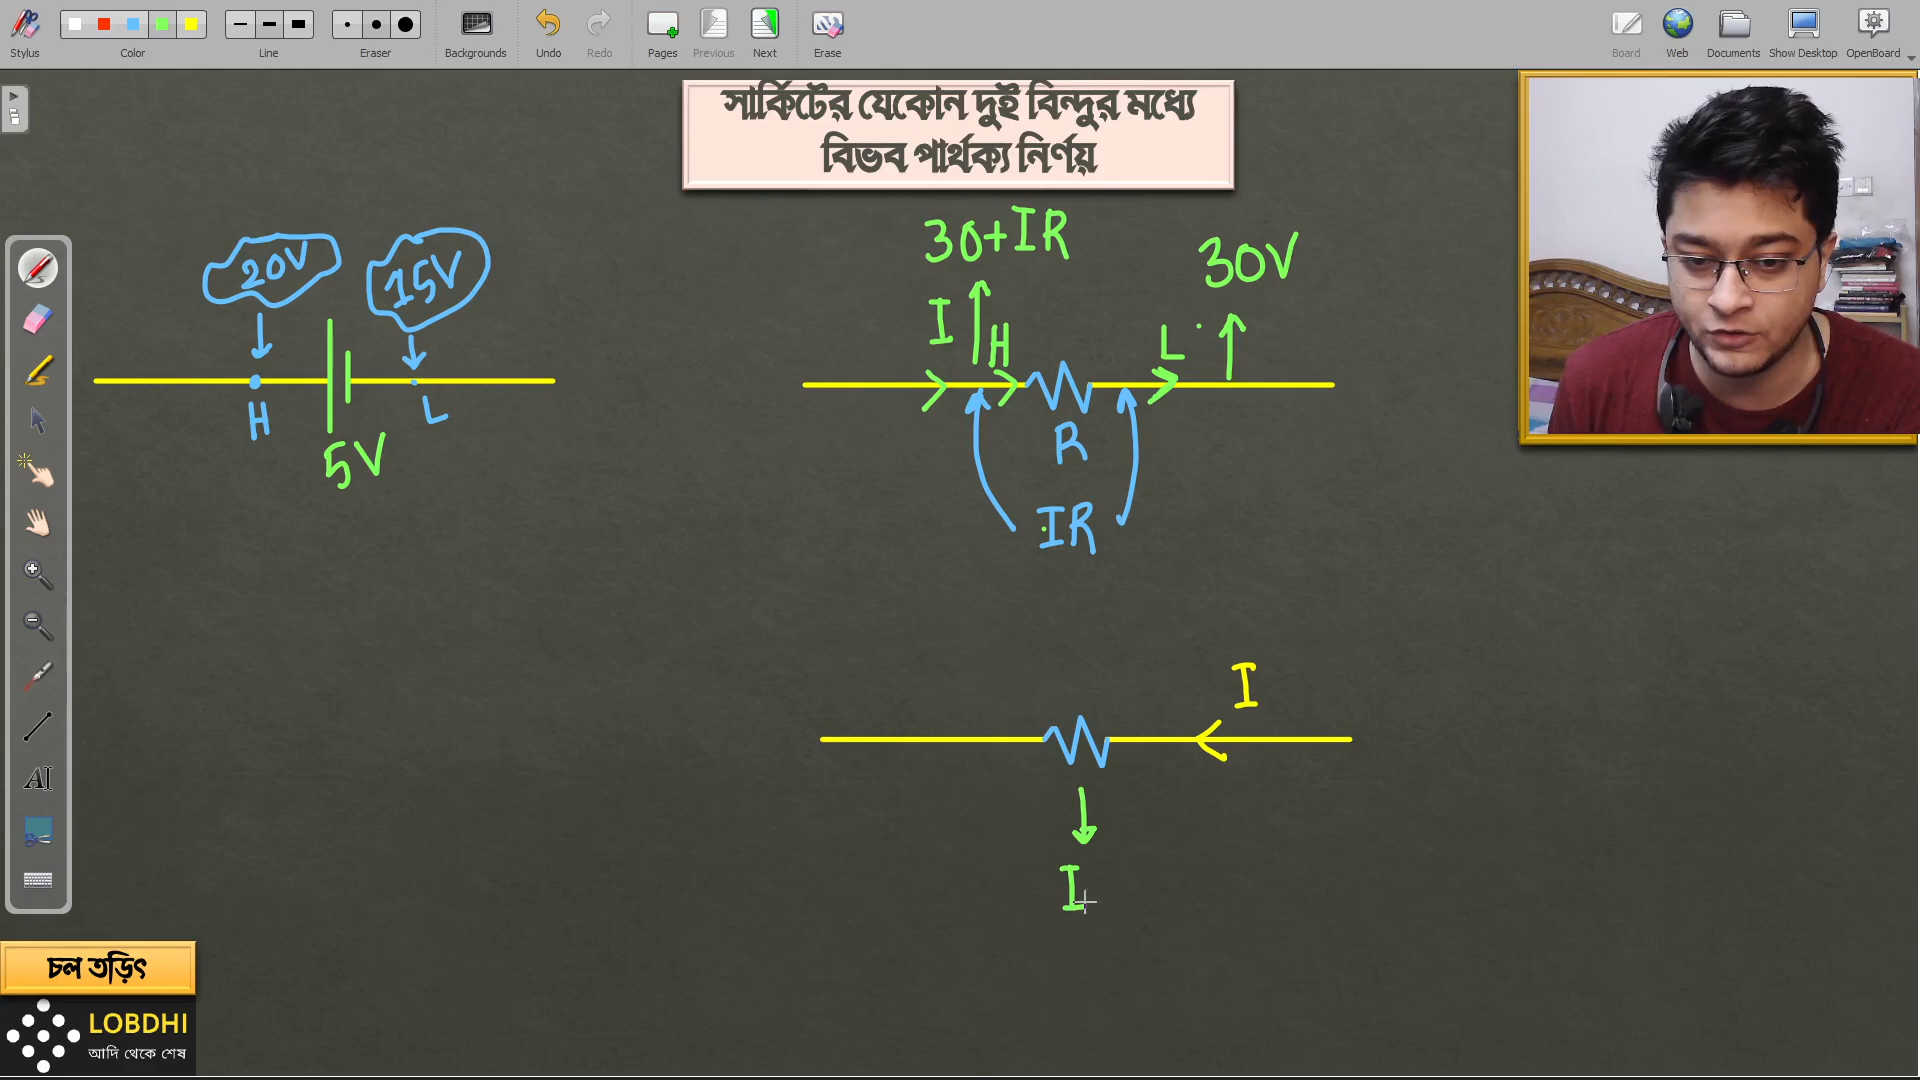 Stylus
Color
Line
Eraser
Backgrounds
Undo
Redo
Pages
Previous
Next
Erase
Board
Web
Documents
Show Desktop
OpenBoard
সার্কিটের যেকোন দুই বিন্দুর মধ্যে
বিভব পার্থক্য নির্ণয়
20V
15V
H
L
5V
30+IR
30V
I
H
L
R
IR
I
I
AI
চল তড়িৎ
LOBDHI
আদি থেকে শেষ